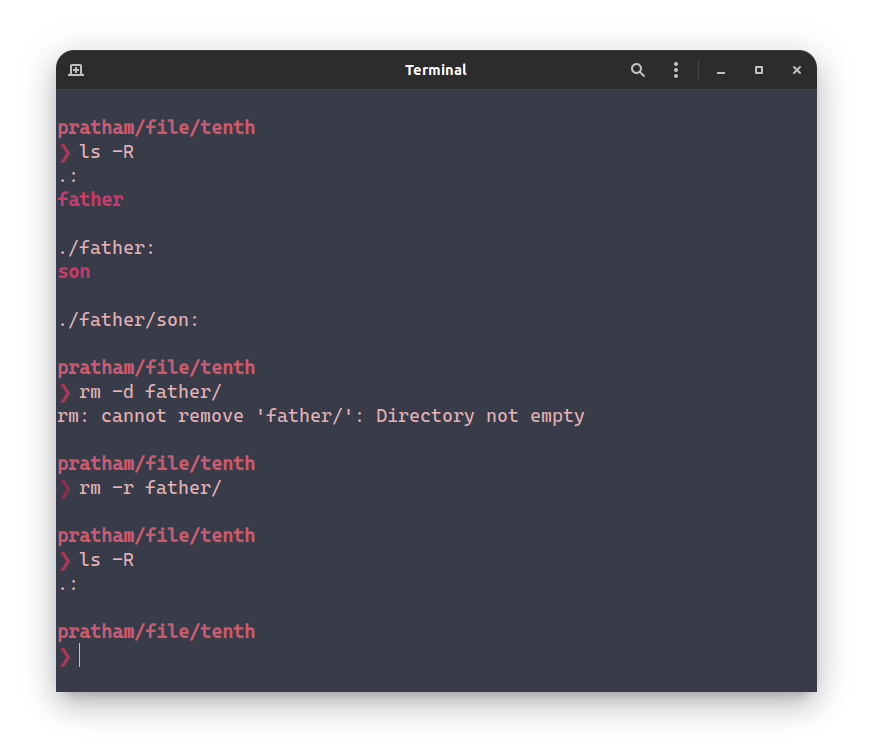 Terminal
pratham/file/tenth
❯ ls -R
.:
father
./father:
son
./father/son:
pratham/file/tenth
❯ rm -d father/
rm: cannot remove 'father/': Directory not empty
pratham/file/tenth
❯ rm -r father/
pratham/file/tenth
❯ ls -R
.:
pratham/file/tenth
❯